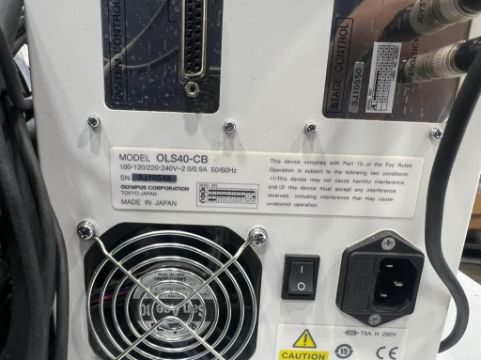 STAGE CONTROL
3J10550
MODEL OLS40-CB
100-120/220-240V~2.0/0.9A 50/60Hz
SN
OLYMPUS CORPORATION
TOKYO JAPAN
MADE IN JAPAN
This device complies with Part 15 of the Fcc Rules.
Operation is subject to the following two conditions:
(1)This device may not cause harmful interference,
and (2) this device must accept any interference
received, including interference that may cause
undesired operation.
T5A H 250V
CAUTION
15